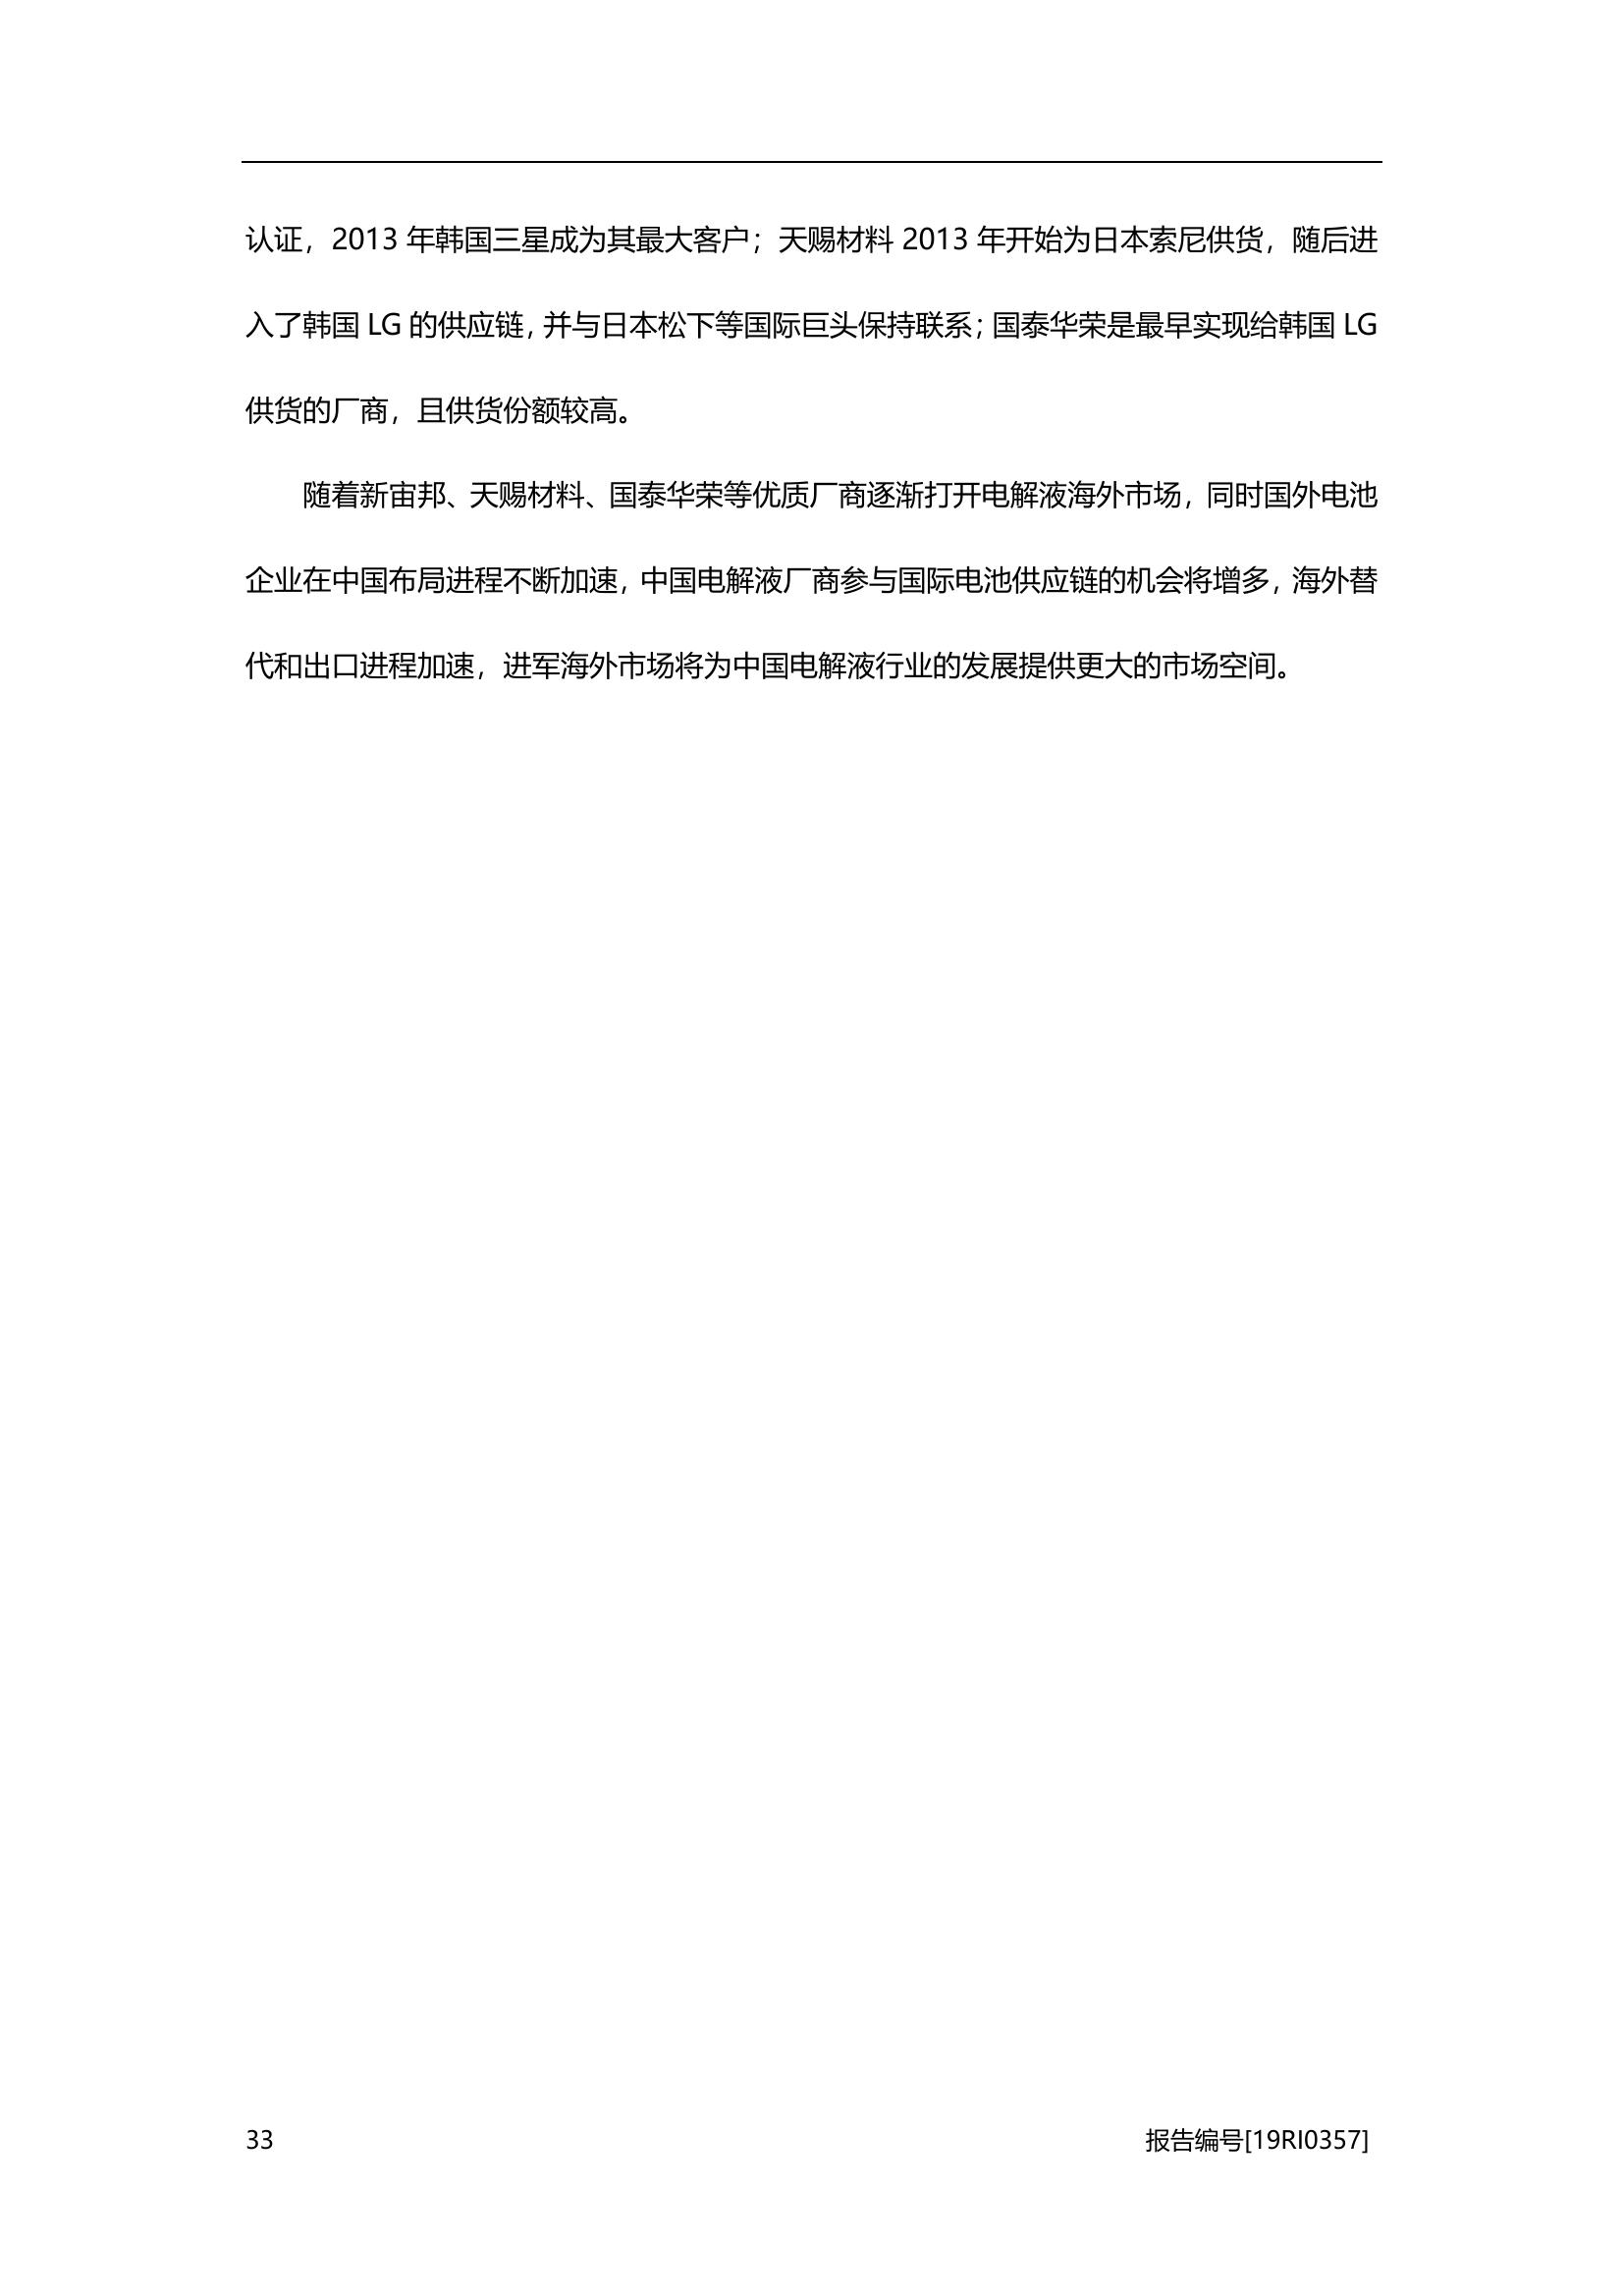 认证，2013 年韩国三星成为其最大客户；天赐材料 2013 年开始为日本索尼供货，随后进
入了韩国 LG 的供应链，并与日本松下等国际巨头保持联系；国泰华荣是最早实现给韩国 LG
供货的厂商，且供货份额较高。
随着新宙邦、天赐材料、国泰华荣等优质厂商逐渐打开电解液海外市场，同时国外电池
企业在中国布局进程不断加速，中国电解液厂商参与国际电池供应链的机会将增多，海外替
代和出口进程加速，进军海外市场将为中国电解液行业的发展提供更大的市场空间。
33 报告编号[19RI0357]